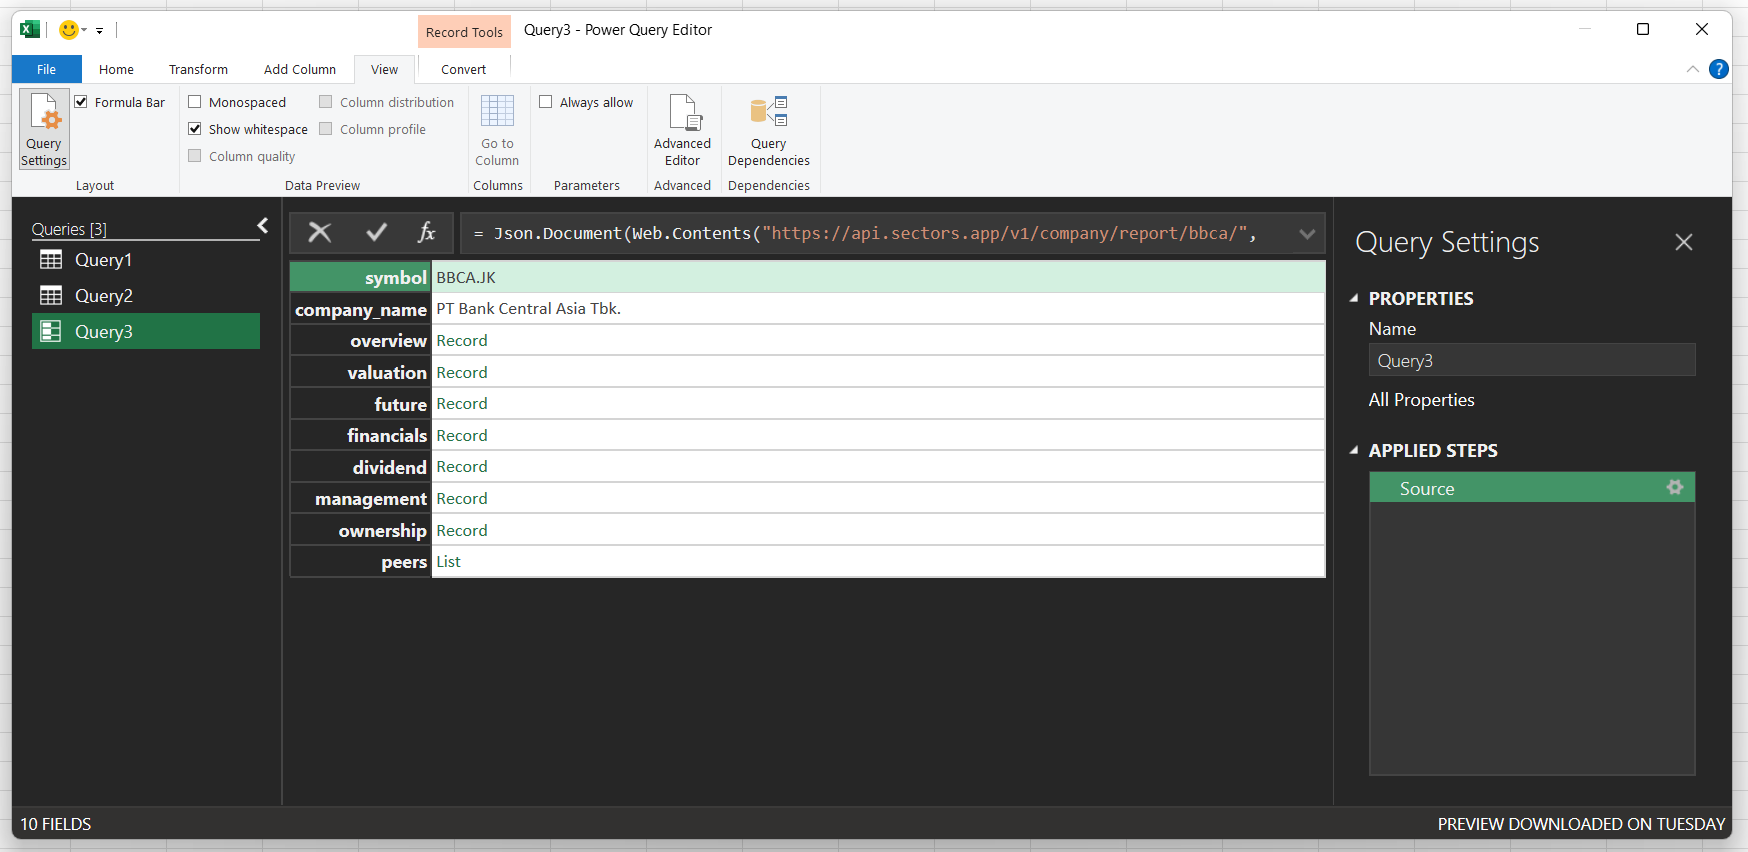 Record Tools
Query3 - Power Query Editor
File
Home
Transform
Add Column
View
Convert
?
Query Settings
Formula Bar
Layout
Monospaced
Column distribution
Show whitespace
Column profile
Column quality
Data Preview
Go to Column
Columns
Always allow
Parameters
Advanced Editor
Advanced
Query Dependencies
Dependencies
Queries [3]
Query1
Query2
Query3
fx
= Json.Document(Web.Contents("https://api.sectors.app/v1/company/report/bbca/",
symbol BBCA.JK
company_name PT Bank Central Asia Tbk.
overview Record
valuation Record
future Record
financials Record
dividend Record
management Record
ownership Record
peers List
Query Settings
PROPERTIES
Name
Query3
All Properties
APPLIED STEPS
Source
10 FIELDS
PREVIEW DOWNLOADED ON TUESDAY